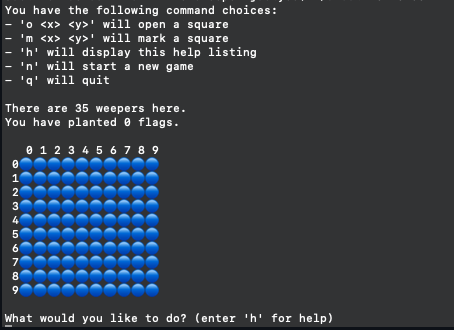 You have the following command choices:
– 'o <x> <y>' will open a square
– 'm <x> <y>' will mark a square
– 'h' will display this help listing
– 'n' will start a new game
– 'q' will quit
There are 35 weepers here.
You have planted 0 flags.
0 1 2 3 4 5 6 7 8 9
0
1
2
3
4
5
6
7
8
9
What would you like to do? (enter 'h' for help)